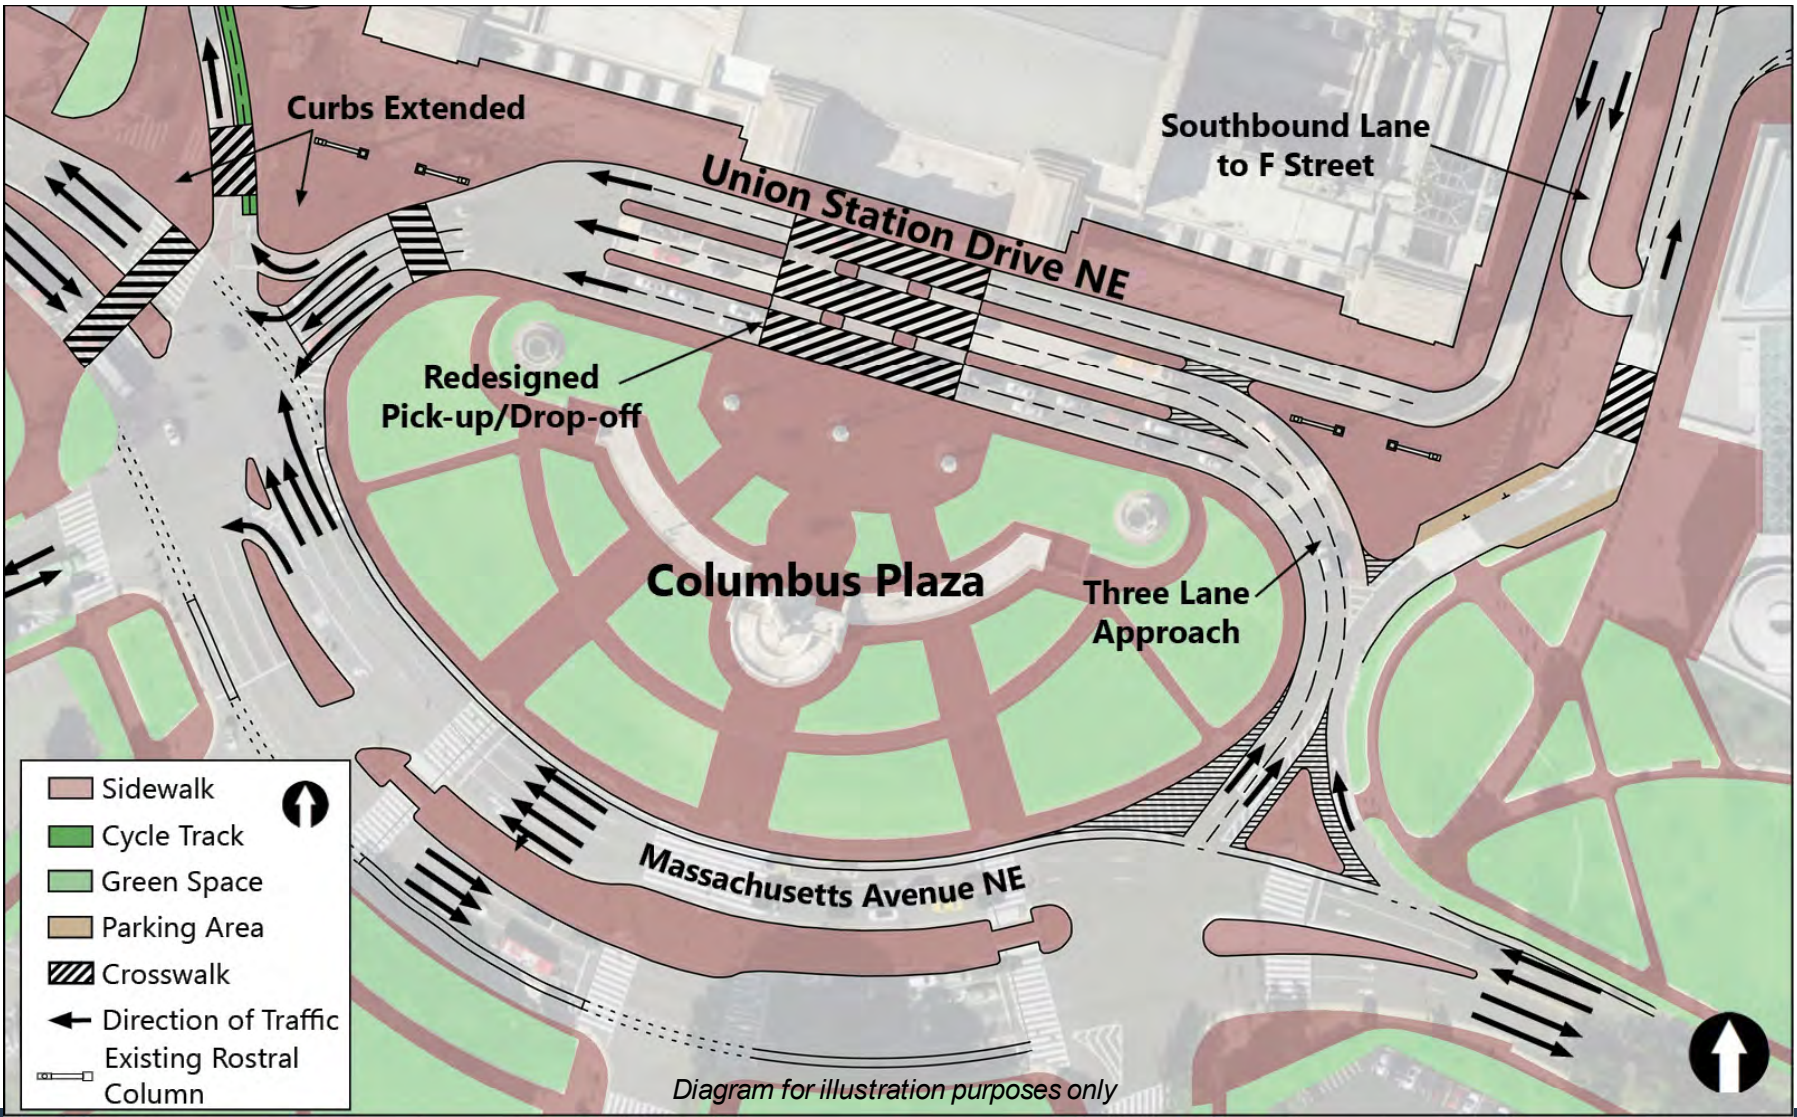 Curbs Extended
Southbound Lane
to F Street
Union Station Drive NE
Redesigned
Pick-up/Drop-off
Columbus Plaza
Three Lane
Approach
Massachusetts Avenue NE
Sidewalk
Cycle Track
Green Space
Parking Area
Crosswalk
Direction of Traffic
Existing Rostral
Column
Diagram for illustration purposes only